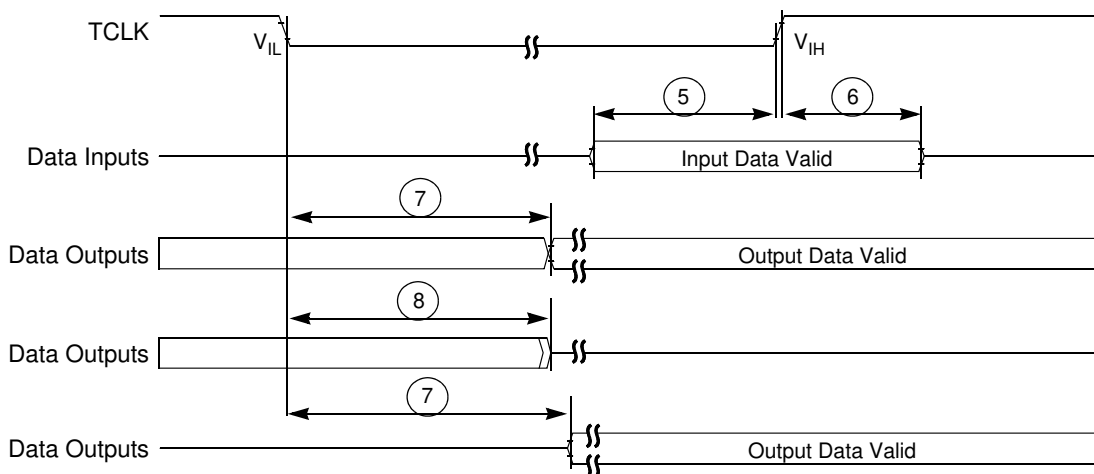 TCLK
VIL
VIH
5
6
Data Inputs
Input Data Valid
7
Data Outputs
Output Data Valid
8
Data Outputs
7
Data Outputs
Output Data Valid